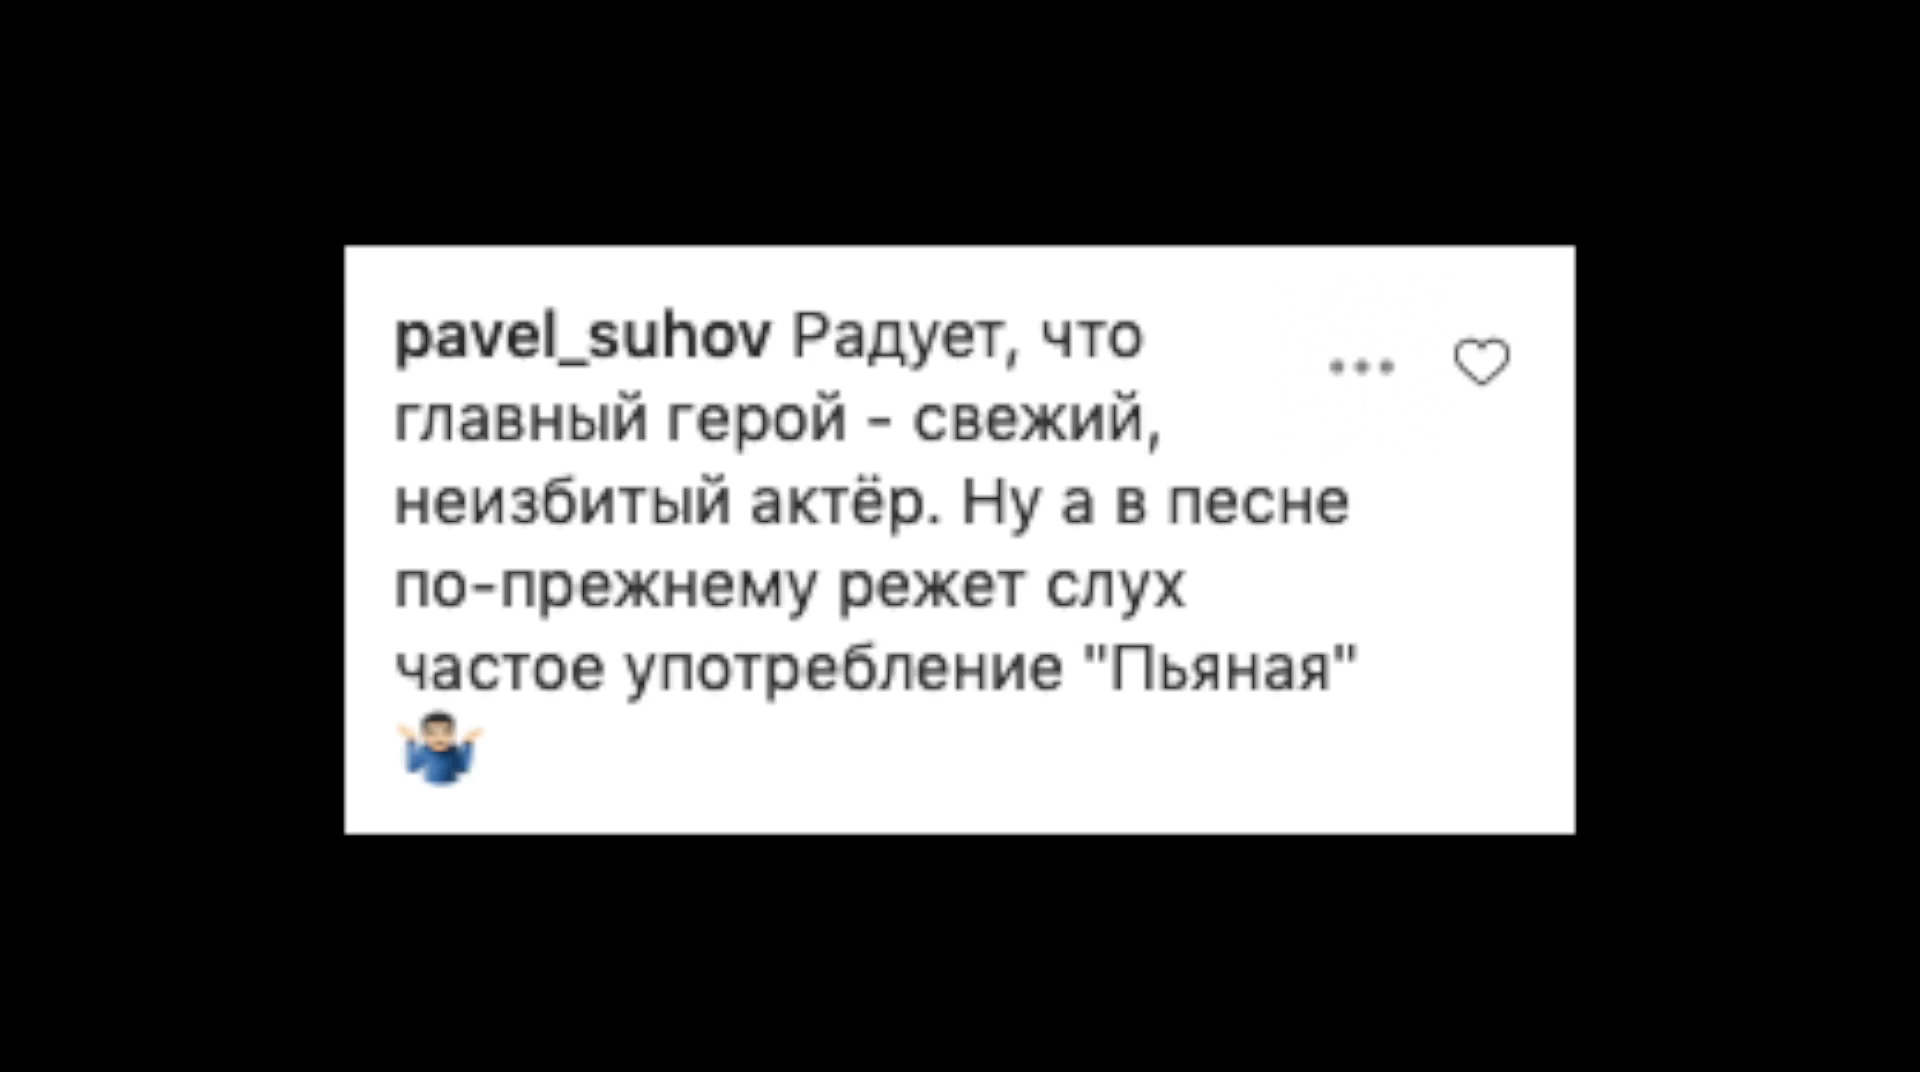 pavel_suhov Радует, что
главный герой - свежий,
неизбитый актёр. Ну а в песне
по-прежнему режет слух
частое употребление "Пьяная"
🤷🏻‍♂️